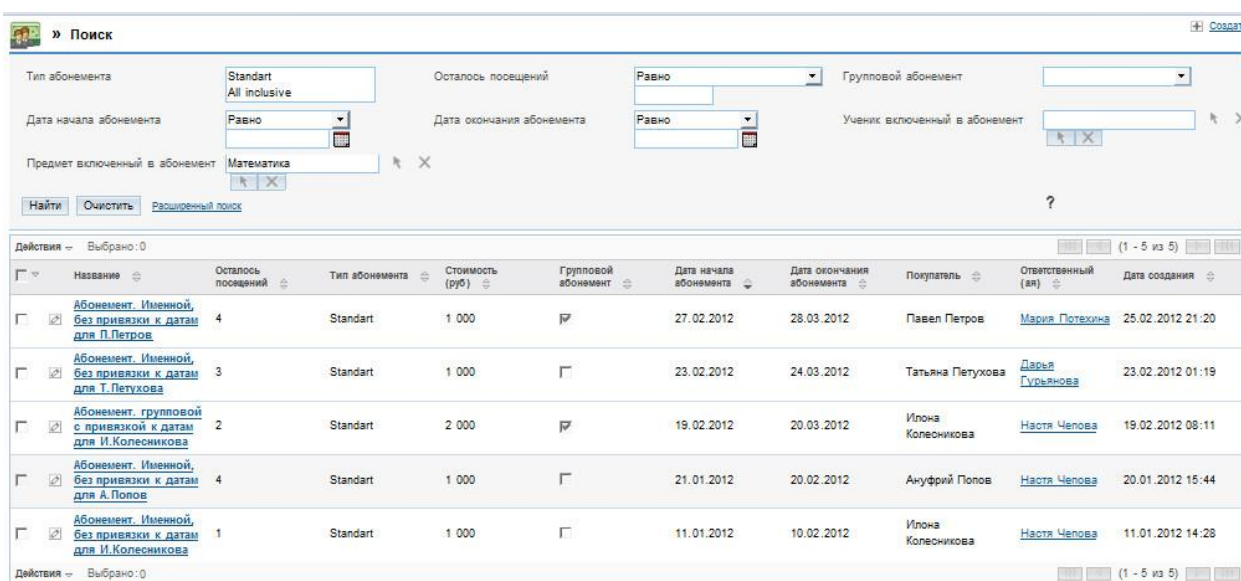 » Поиск
Создат
Тип абонемента
Standart
All inclusive
Осталось посещений
Равно
Групповой абонемент
Дата начала абонемента
Равно
Дата окончания абонемента
Равно
Ученик включенный в абонемент
Предмет включенный в абонемент
Математика
Найти Очистить Расширенный поиск
?
Действия Выбрано:0 (1 - 5 из 5)
Название
Осталось
посещений
Тип абонемента
Стоимость
(руб)
Групповой
абонемент
Дата начала
абонемента
Дата окончания
абонемента
Покупатель
Ответственный
(ая)
Дата создания
Абонемент. Именной,
без привязки к датам
для П.Петров
4 Standart 1 000 27.02.2012 28.03.2012 Павел Петров Мария Потехина 25.02.2012 21:20
Абонемент. Именной,
без привязки к датам
для Т.Петухова
3 Standart 1 000 23.02.2012 24.03.2012 Татьяна Петухова
Дарья
Гурьянова
23.02.2012 01:19
Абонемент. групповой
с привязкой к датам
для И.Колесникова
2 Standart 2 000 19.02.2012 20.03.2012
Илона
Колесникова
Настя Чепова 19.02.2012 08:11
Абонемент. Именной,
без привязки к датам
для А.Попов
4 Standart 1 000 21.01.2012 20.02.2012 Ануфрий Попов Настя Чепова 20.01.2012 15:44
Абонемент. Именной,
без привязки к датам
для И.Колесникова
1 Standart 1 000 11.01.2012 10.02.2012
Илона
Колесникова
Настя Чепова 11.01.2012 14:28
Действия Выбрано:0 (1 - 5 из 5)